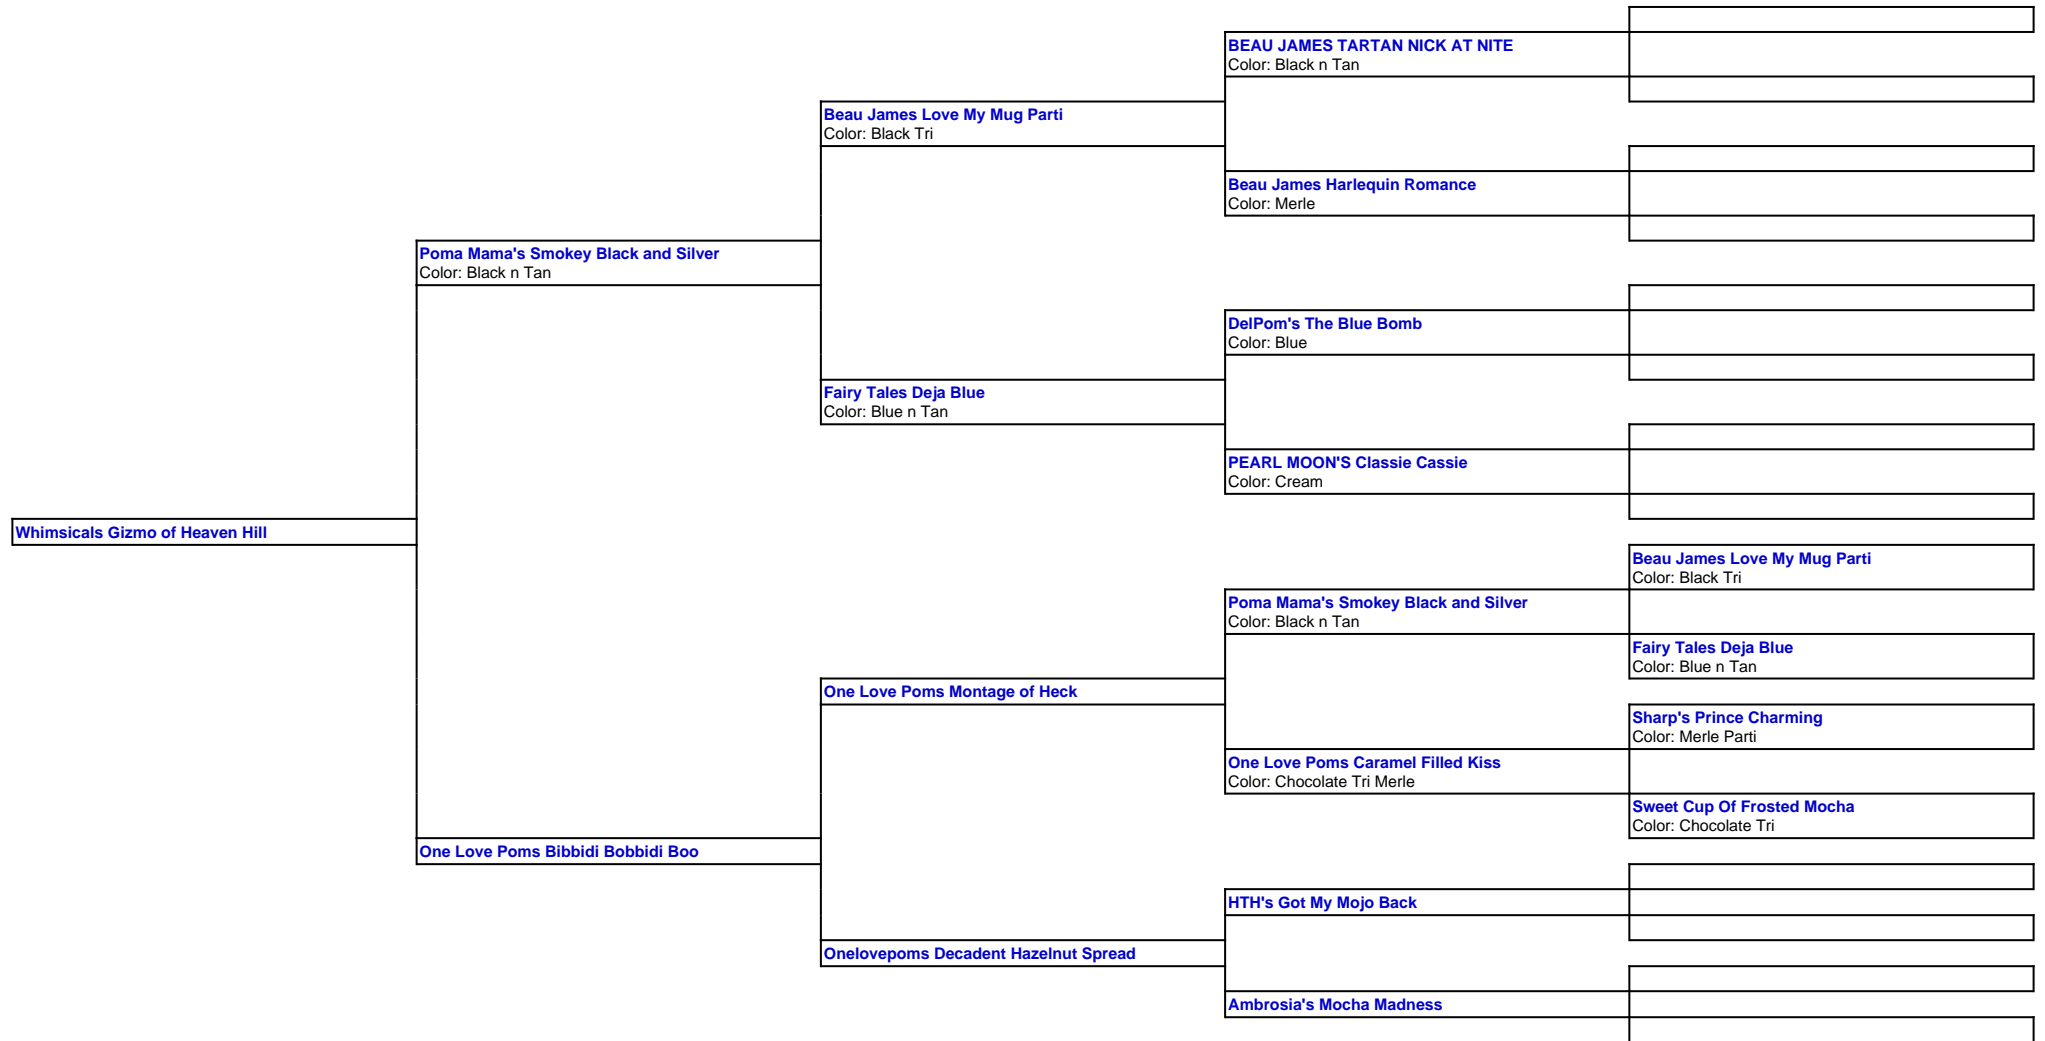 BEAU JAMES TARTAN NICK AT NITE
Color: Black n Tan
Beau James Love My Mug Parti
Color: Black Tri
Beau James Harlequin Romance
Color: Merle
Poma Mama's Smokey Black and Silver
Color: Black n Tan
DelPom's The Blue Bomb
Color: Blue
Fairy Tales Deja Blue
Color: Blue n Tan
PEARL MOON'S Classie Cassie
Color: Cream
Whimsicals Gizmo of Heaven Hill
Beau James Love My Mug Parti
Color: Black Tri
Poma Mama's Smokey Black and Silver
Color: Black n Tan
Fairy Tales Deja Blue
Color: Blue n Tan
One Love Poms Montage of Heck
Sharp's Prince Charming
Color: Merle Parti
One Love Poms Caramel Filled Kiss
Color: Chocolate Tri Merle
Sweet Cup Of Frosted Mocha
Color: Chocolate Tri
One Love Poms Bibbidi Bobbidi Boo
HTH's Got My Mojo Back
Onelovepoms Decadent Hazelnut Spread
Ambrosia's Mocha Madness